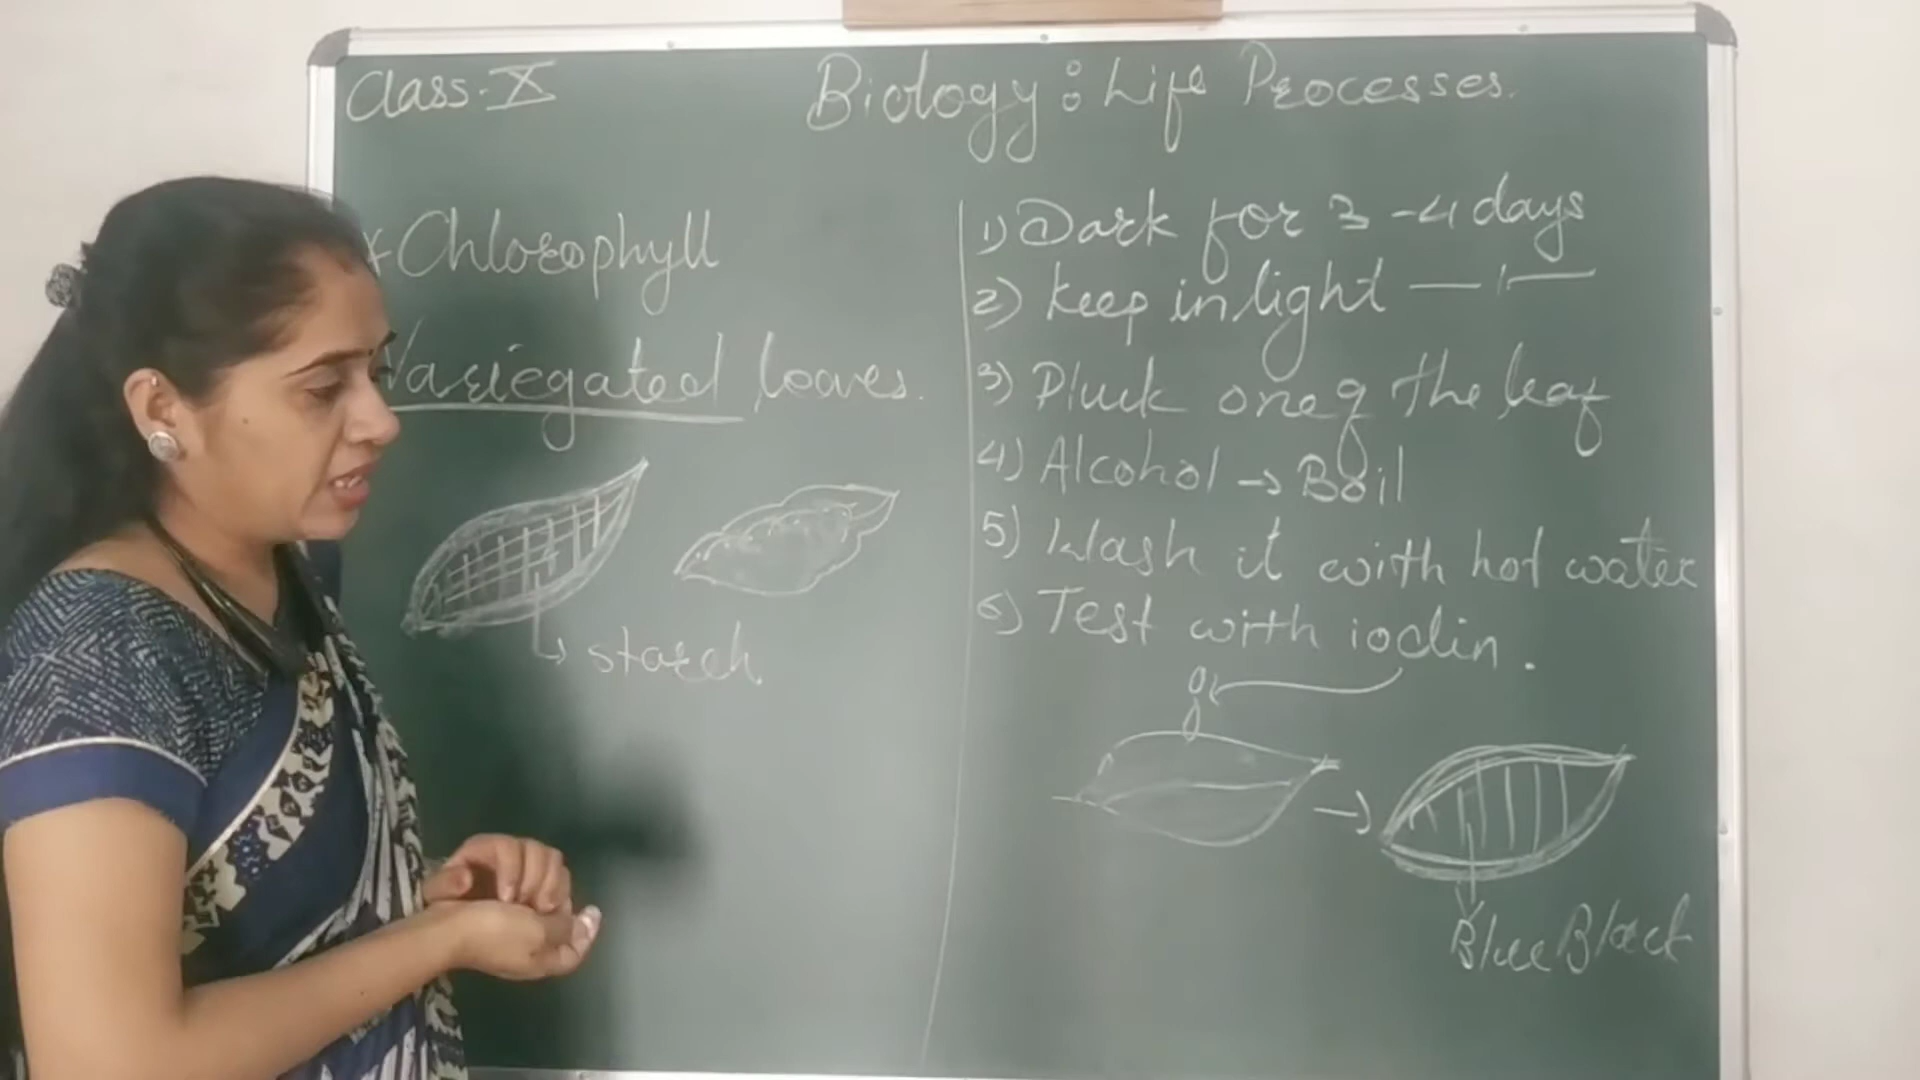 Class-X
Biology : Life Processes.
* Chlorophyll
Variegated leaves.
starch
1) Dark for 3-4 days
2) Keep in light —〃—
3) Pluck one of the leaf
4) Alcohol → Boil
5) Wash it with hot water
6) Test with iodin.
Blue Black